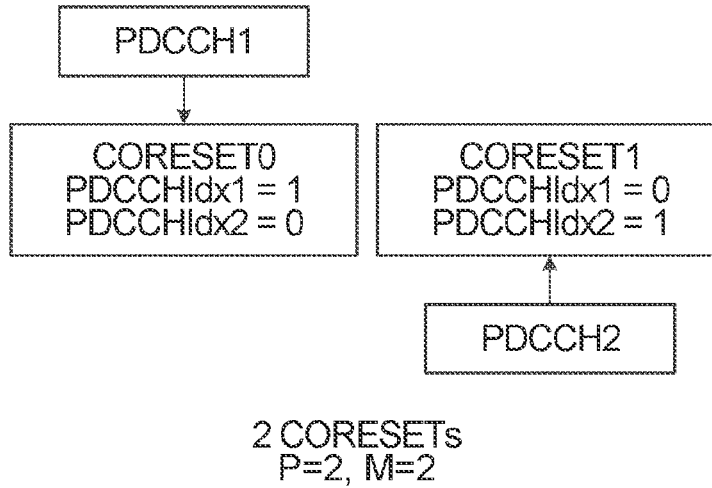 PDCCH1
CORESET0
PDCCHIdx1 = 1
PDCCHIdx2 = 0
CORESET1
PDCCHIdx1 = 0
PDCCHIdx2 = 1
PDCCH2
2 CORESETs
P=2, M=2